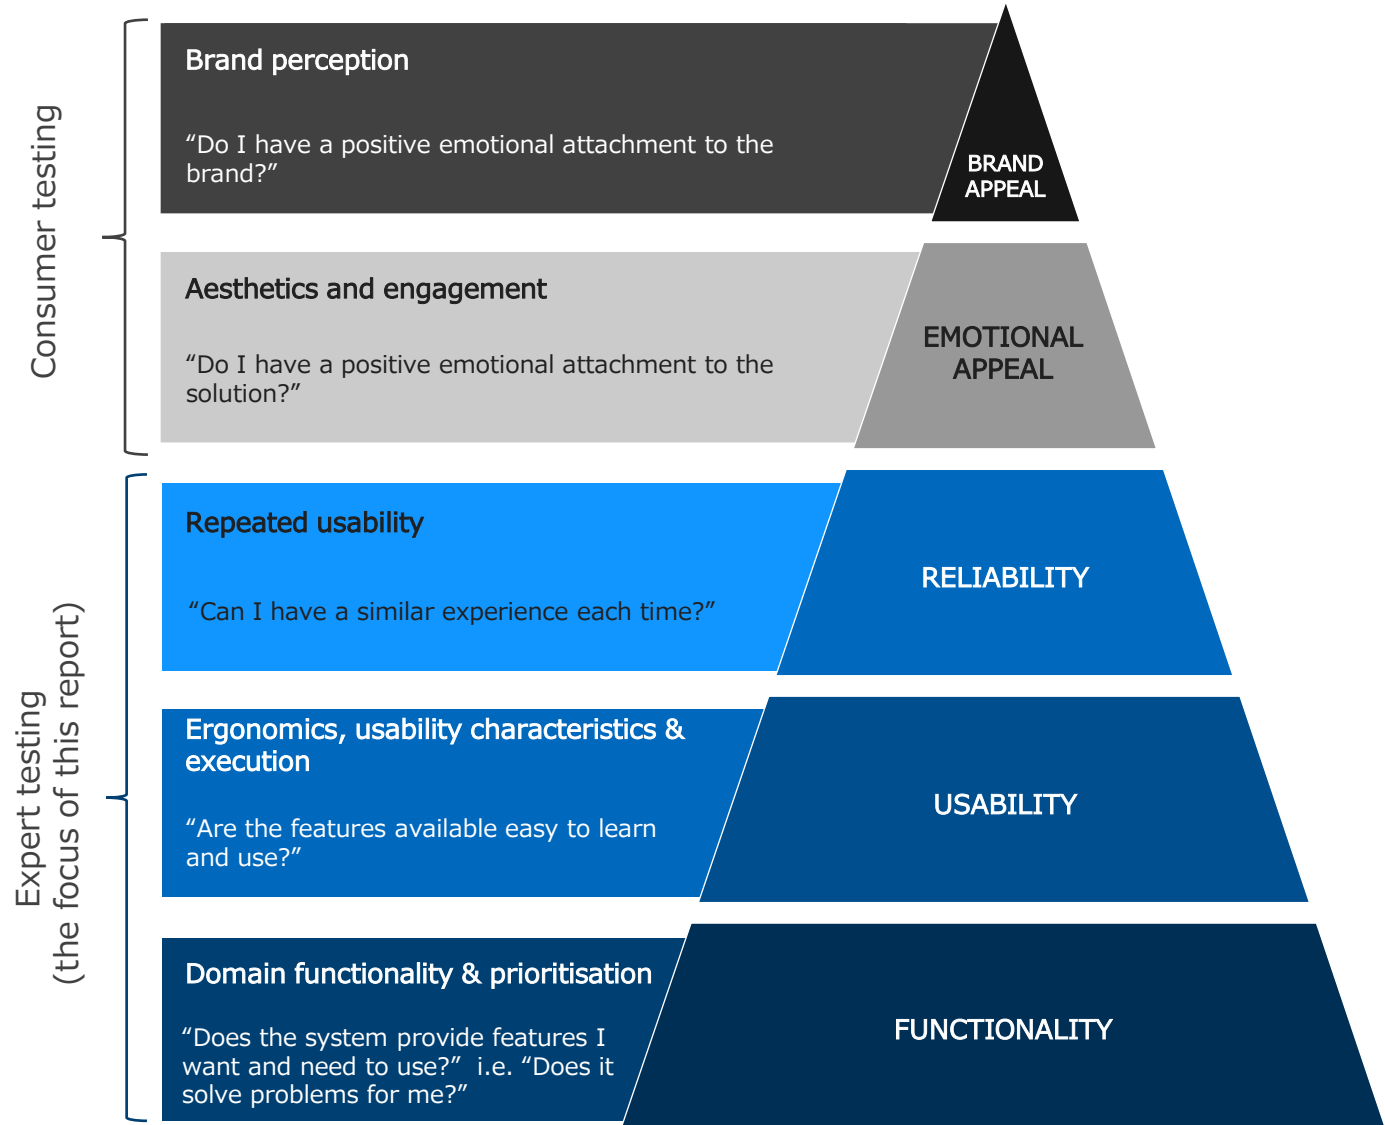 Consumer testing
Brand perception
“Do I have a positive emotional attachment to the
brand?”
BRAND
APPEAL
Aesthetics and engagement
“Do I have a positive emotional attachment to the
solution?”
EMOTIONAL
APPEAL
Expert testing
(the focus of this report)
Repeated usability
“Can I have a similar experience each time?”
RELIABILITY
Ergonomics, usability characteristics &
execution
“Are the features available easy to learn
and use?”
USABILITY
Domain functionality & prioritisation
“Does the system provide features I
want and need to use?”  i.e. “Does it
solve problems for me?”
FUNCTIONALITY